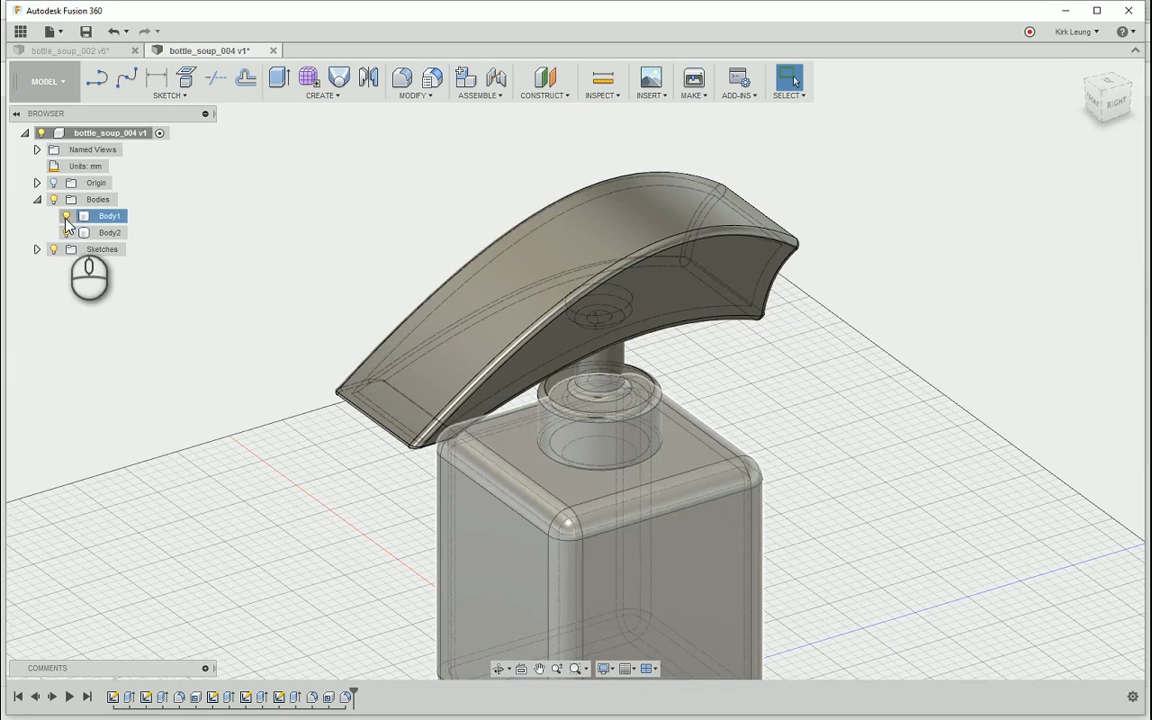 Autodesk Fusion 360
Kirk Leung
bottle_soup_002 v6*
bottle_soup_004 v1*
MODEL
SKETCH
CREATE
MODIFY
ASSEMBLE
CONSTRUCT
INSPECT
INSERT
MAKE
ADD-INS
SELECT
BROWSER
RIGHT
bottle_soup_004 v1
Named Views
Units: mm
Origin
Bodies
Body1
Body2
Sketches
COMMENTS